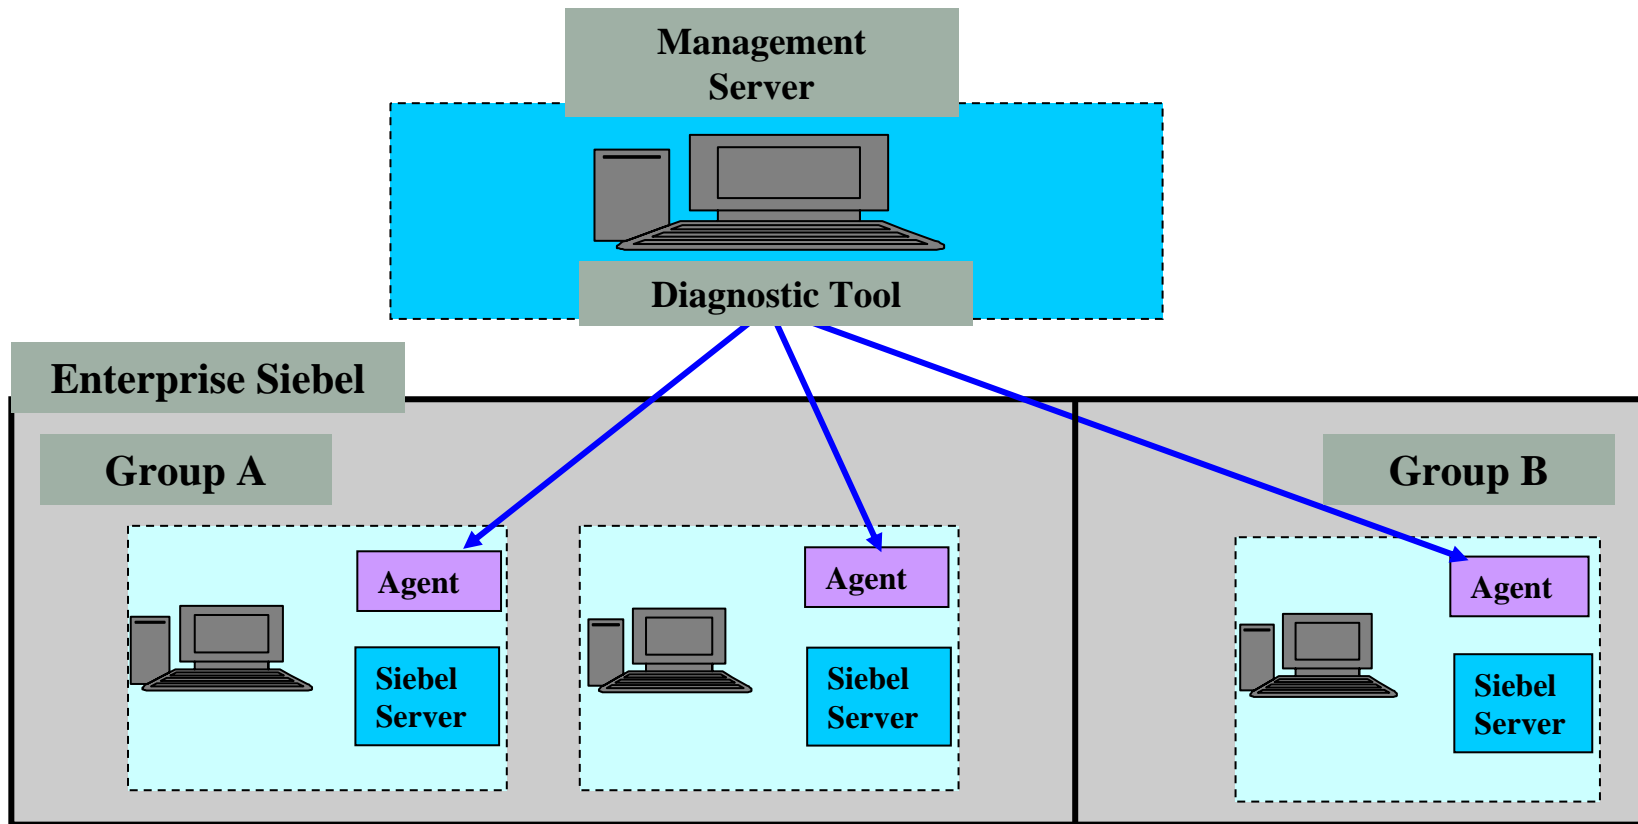 Management
Server
Diagnostic Tool
Enterprise Siebel
Group A
Group B
Agent
Siebel
Server
Agent
Siebel
Server
Agent
Siebel
Server